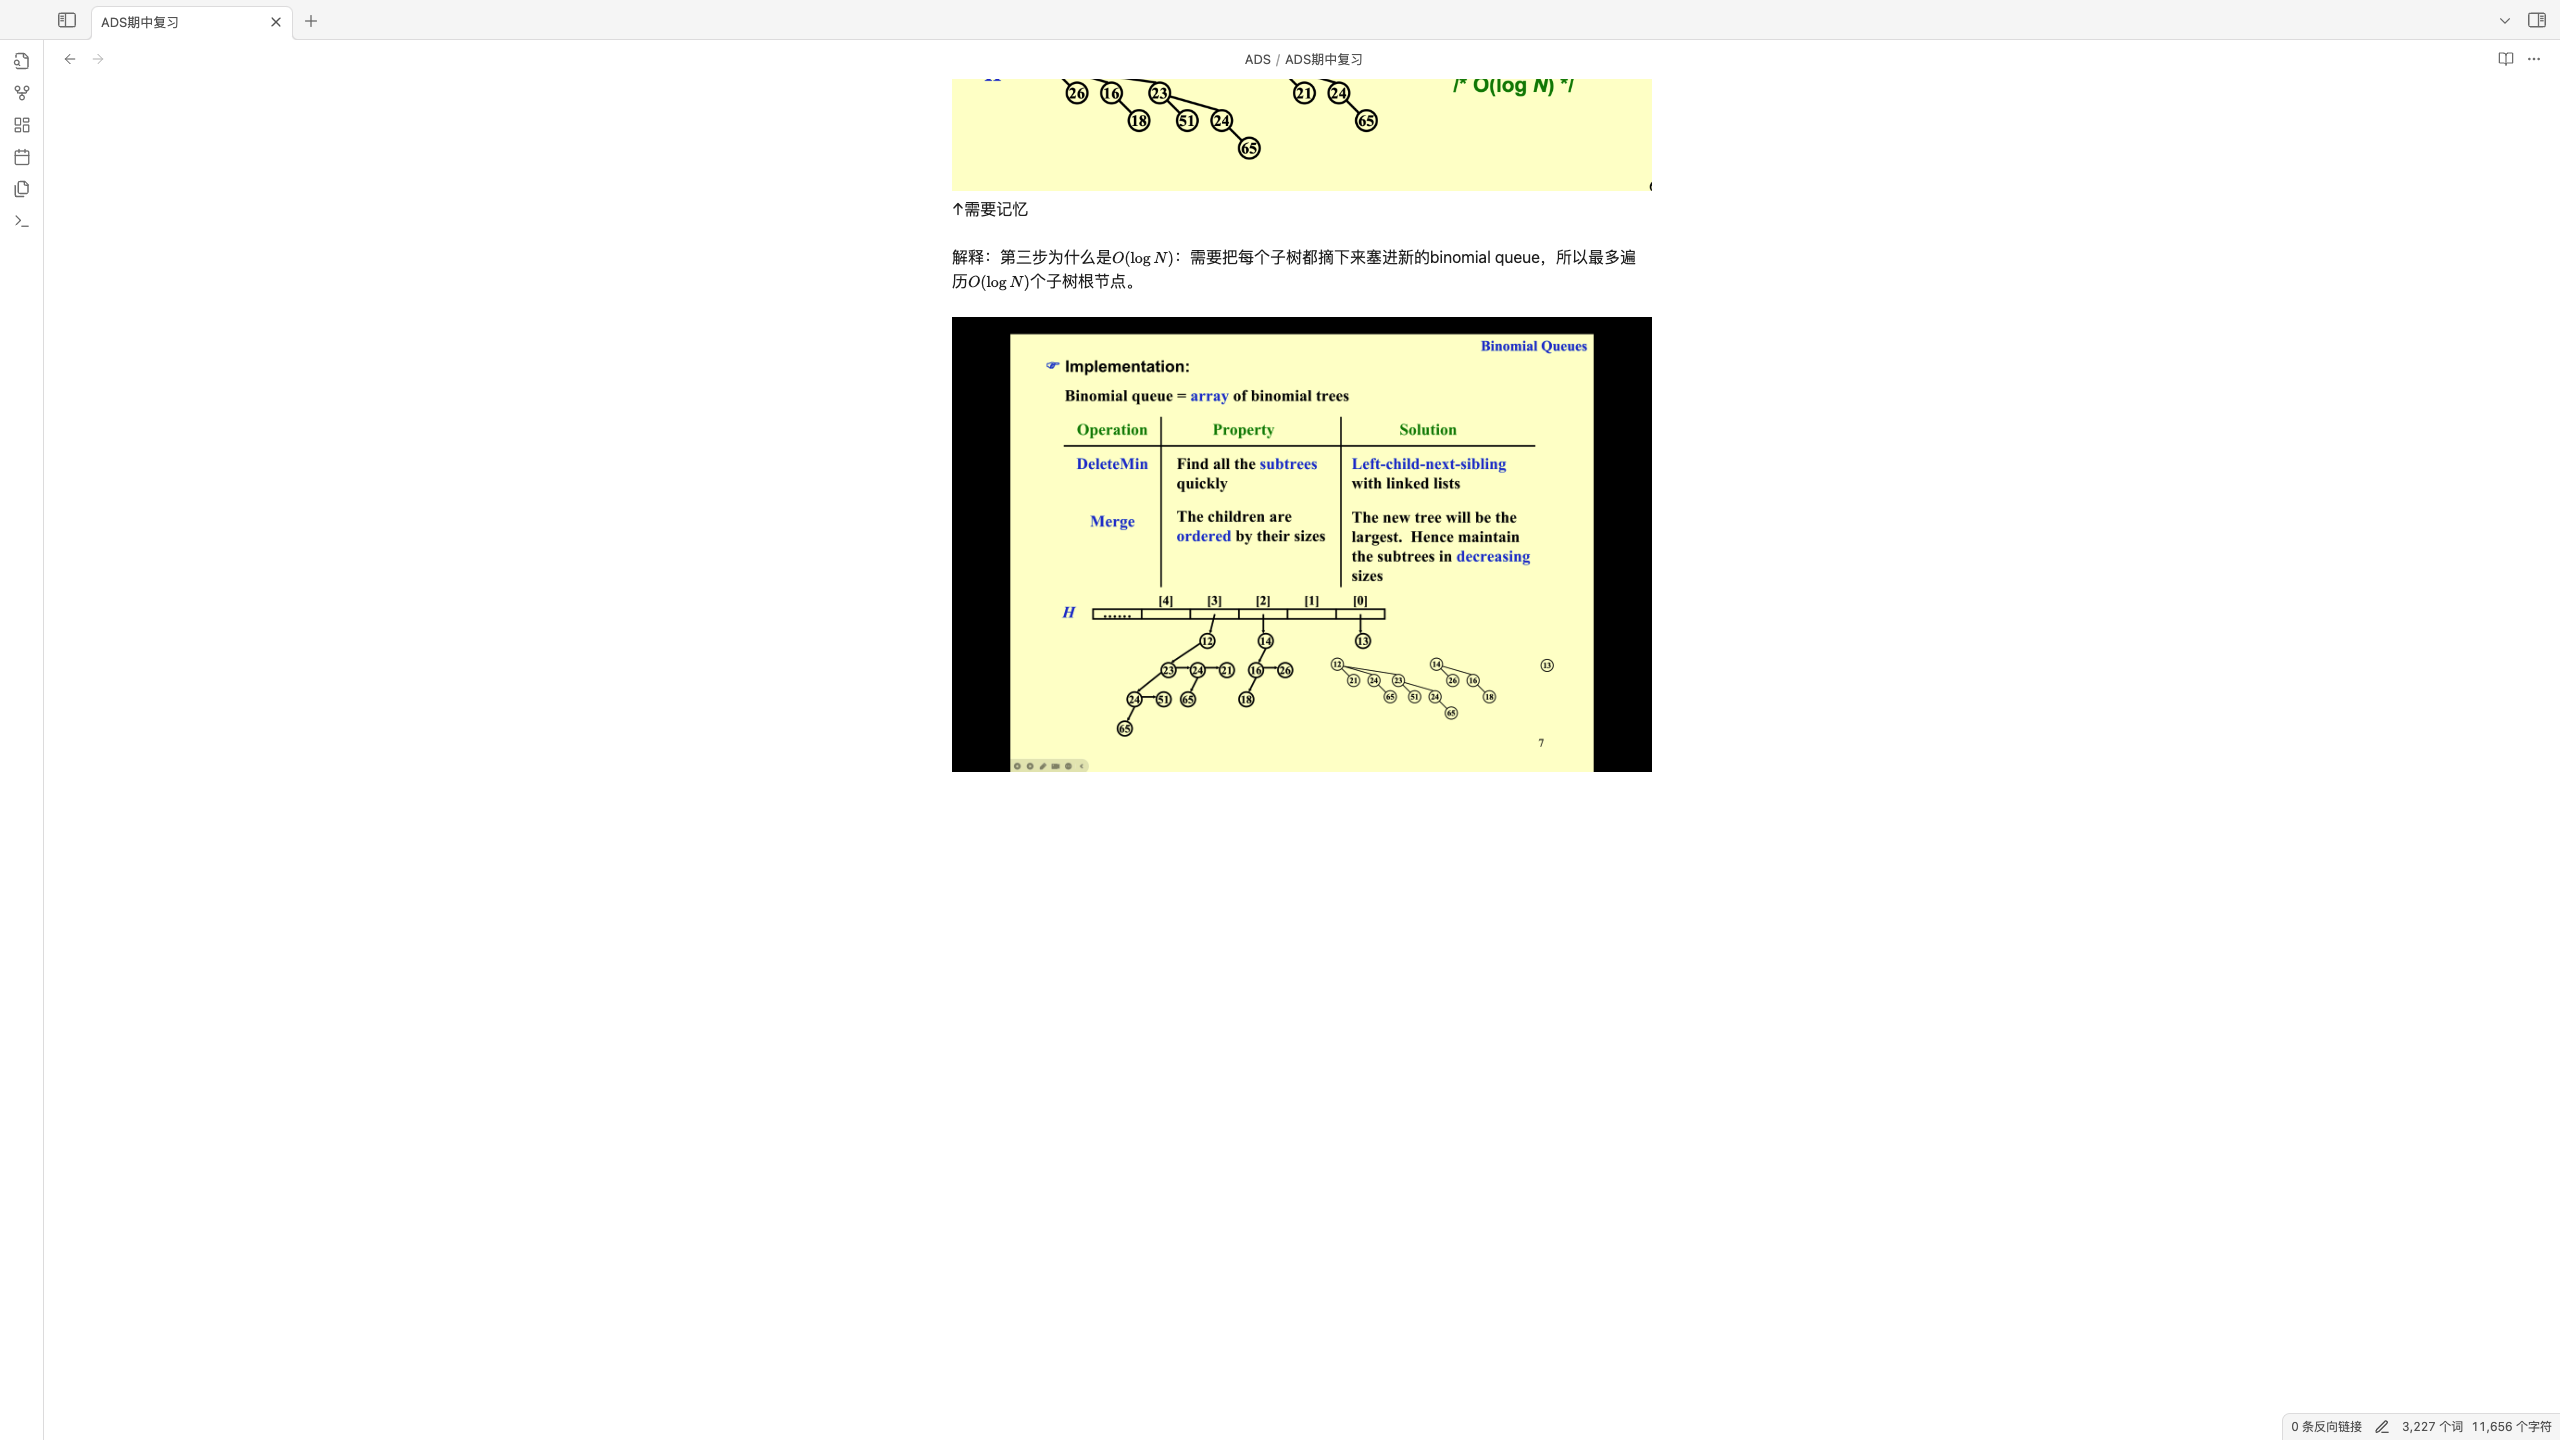 ADS期中复习
ADS / ADS期中复习
/* O(log N) */
26 16 23 21 24
18 51 24 65
65
↑需要记忆
解释：第三步为什么是O(log N)：需要把每个子树都摘下来塞进新的binomial queue，所以最多遍
历O(log N)个子树根节点。
Binomial Queues
Implementation:
Binomial queue = array of binomial trees
Operation Property Solution
DeleteMin Find all the subtrees Left-child-next-sibling
quickly with linked lists
Merge The children are The new tree will be the
ordered by their sizes largest. Hence maintain
the subtrees in decreasing
sizes
[4] [3] [2] [1] [0]
H ......
12 14 13
23 24 21 16 26
24 51 65 18
65
12 14 13
21 24 23 26 16
65 51 24 18
65
7
0 条反向链接 3,227 个词 11,656 个字符